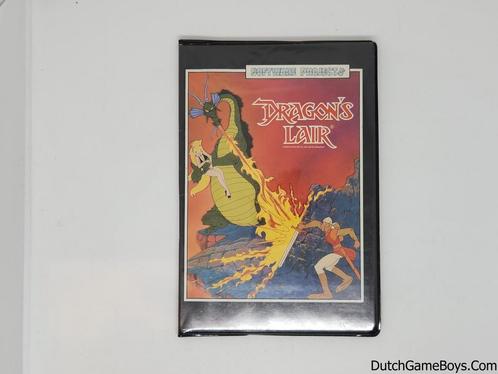 SOFTWARE PROJECTS
DRAGON'S
LAIR®
DutchGameBoys.Com